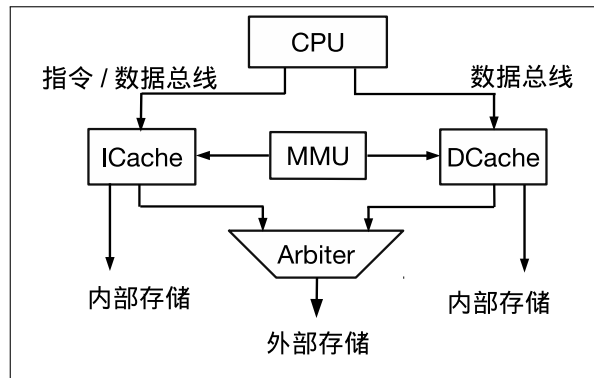 CPU
指令 / 数据总线
数据总线
ICache
MMU
DCache
Arbiter
内部存储
内部存储
外部存储